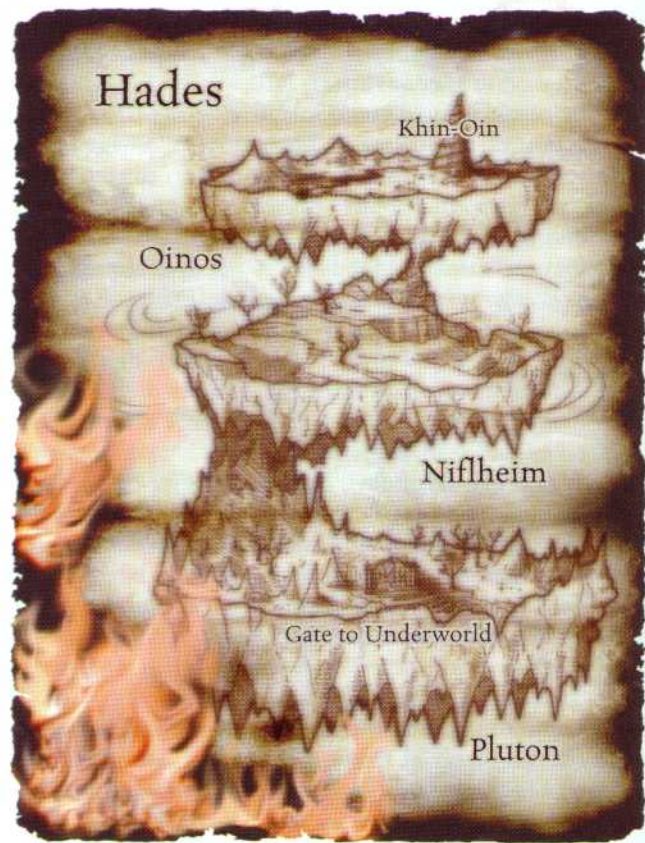 Hades
Khin-Oin
Oinos
Niflheim
Gate to Underworld
Pluton